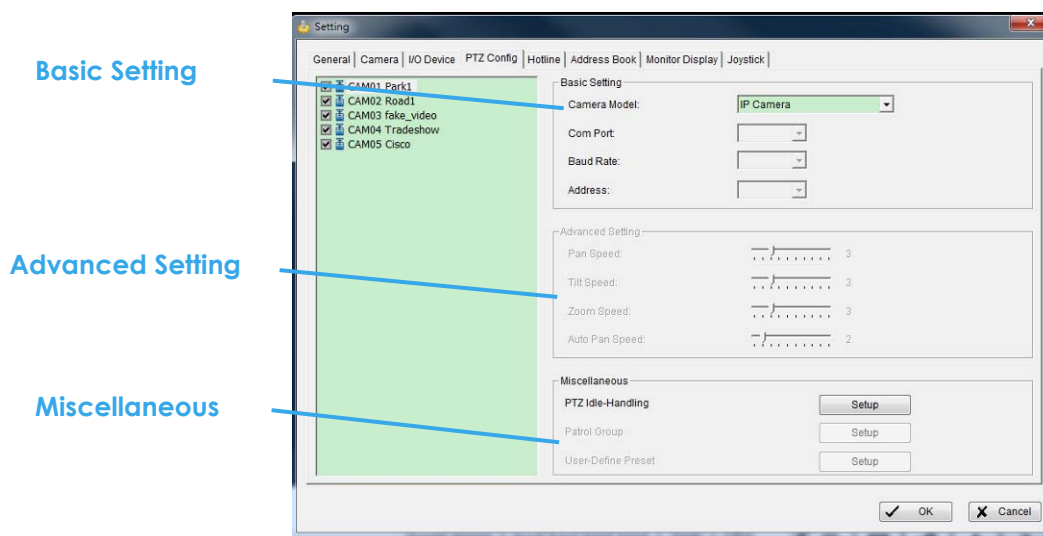 Setting
General Camera I/O Device PTZ Config Hotline Address Book Monitor Display Joystick
Basic Setting
CAM01 Park1
CAM02 Road1
CAM03 fake_video
CAM04 Tradeshow
CAM05 Cisco
Basic Setting
Camera Model: IP Camera
Com Port:
Baud Rate:
Address:
Advanced Setting
Advanced Setting
Pan Speed: 3
Tilt Speed: 3
Zoom Speed: 3
Auto Pan Speed: 2
Miscellaneous
Miscellaneous
PTZ Idle-Handling Setup
Patrol Group Setup
User-Define Preset Setup
OK Cancel